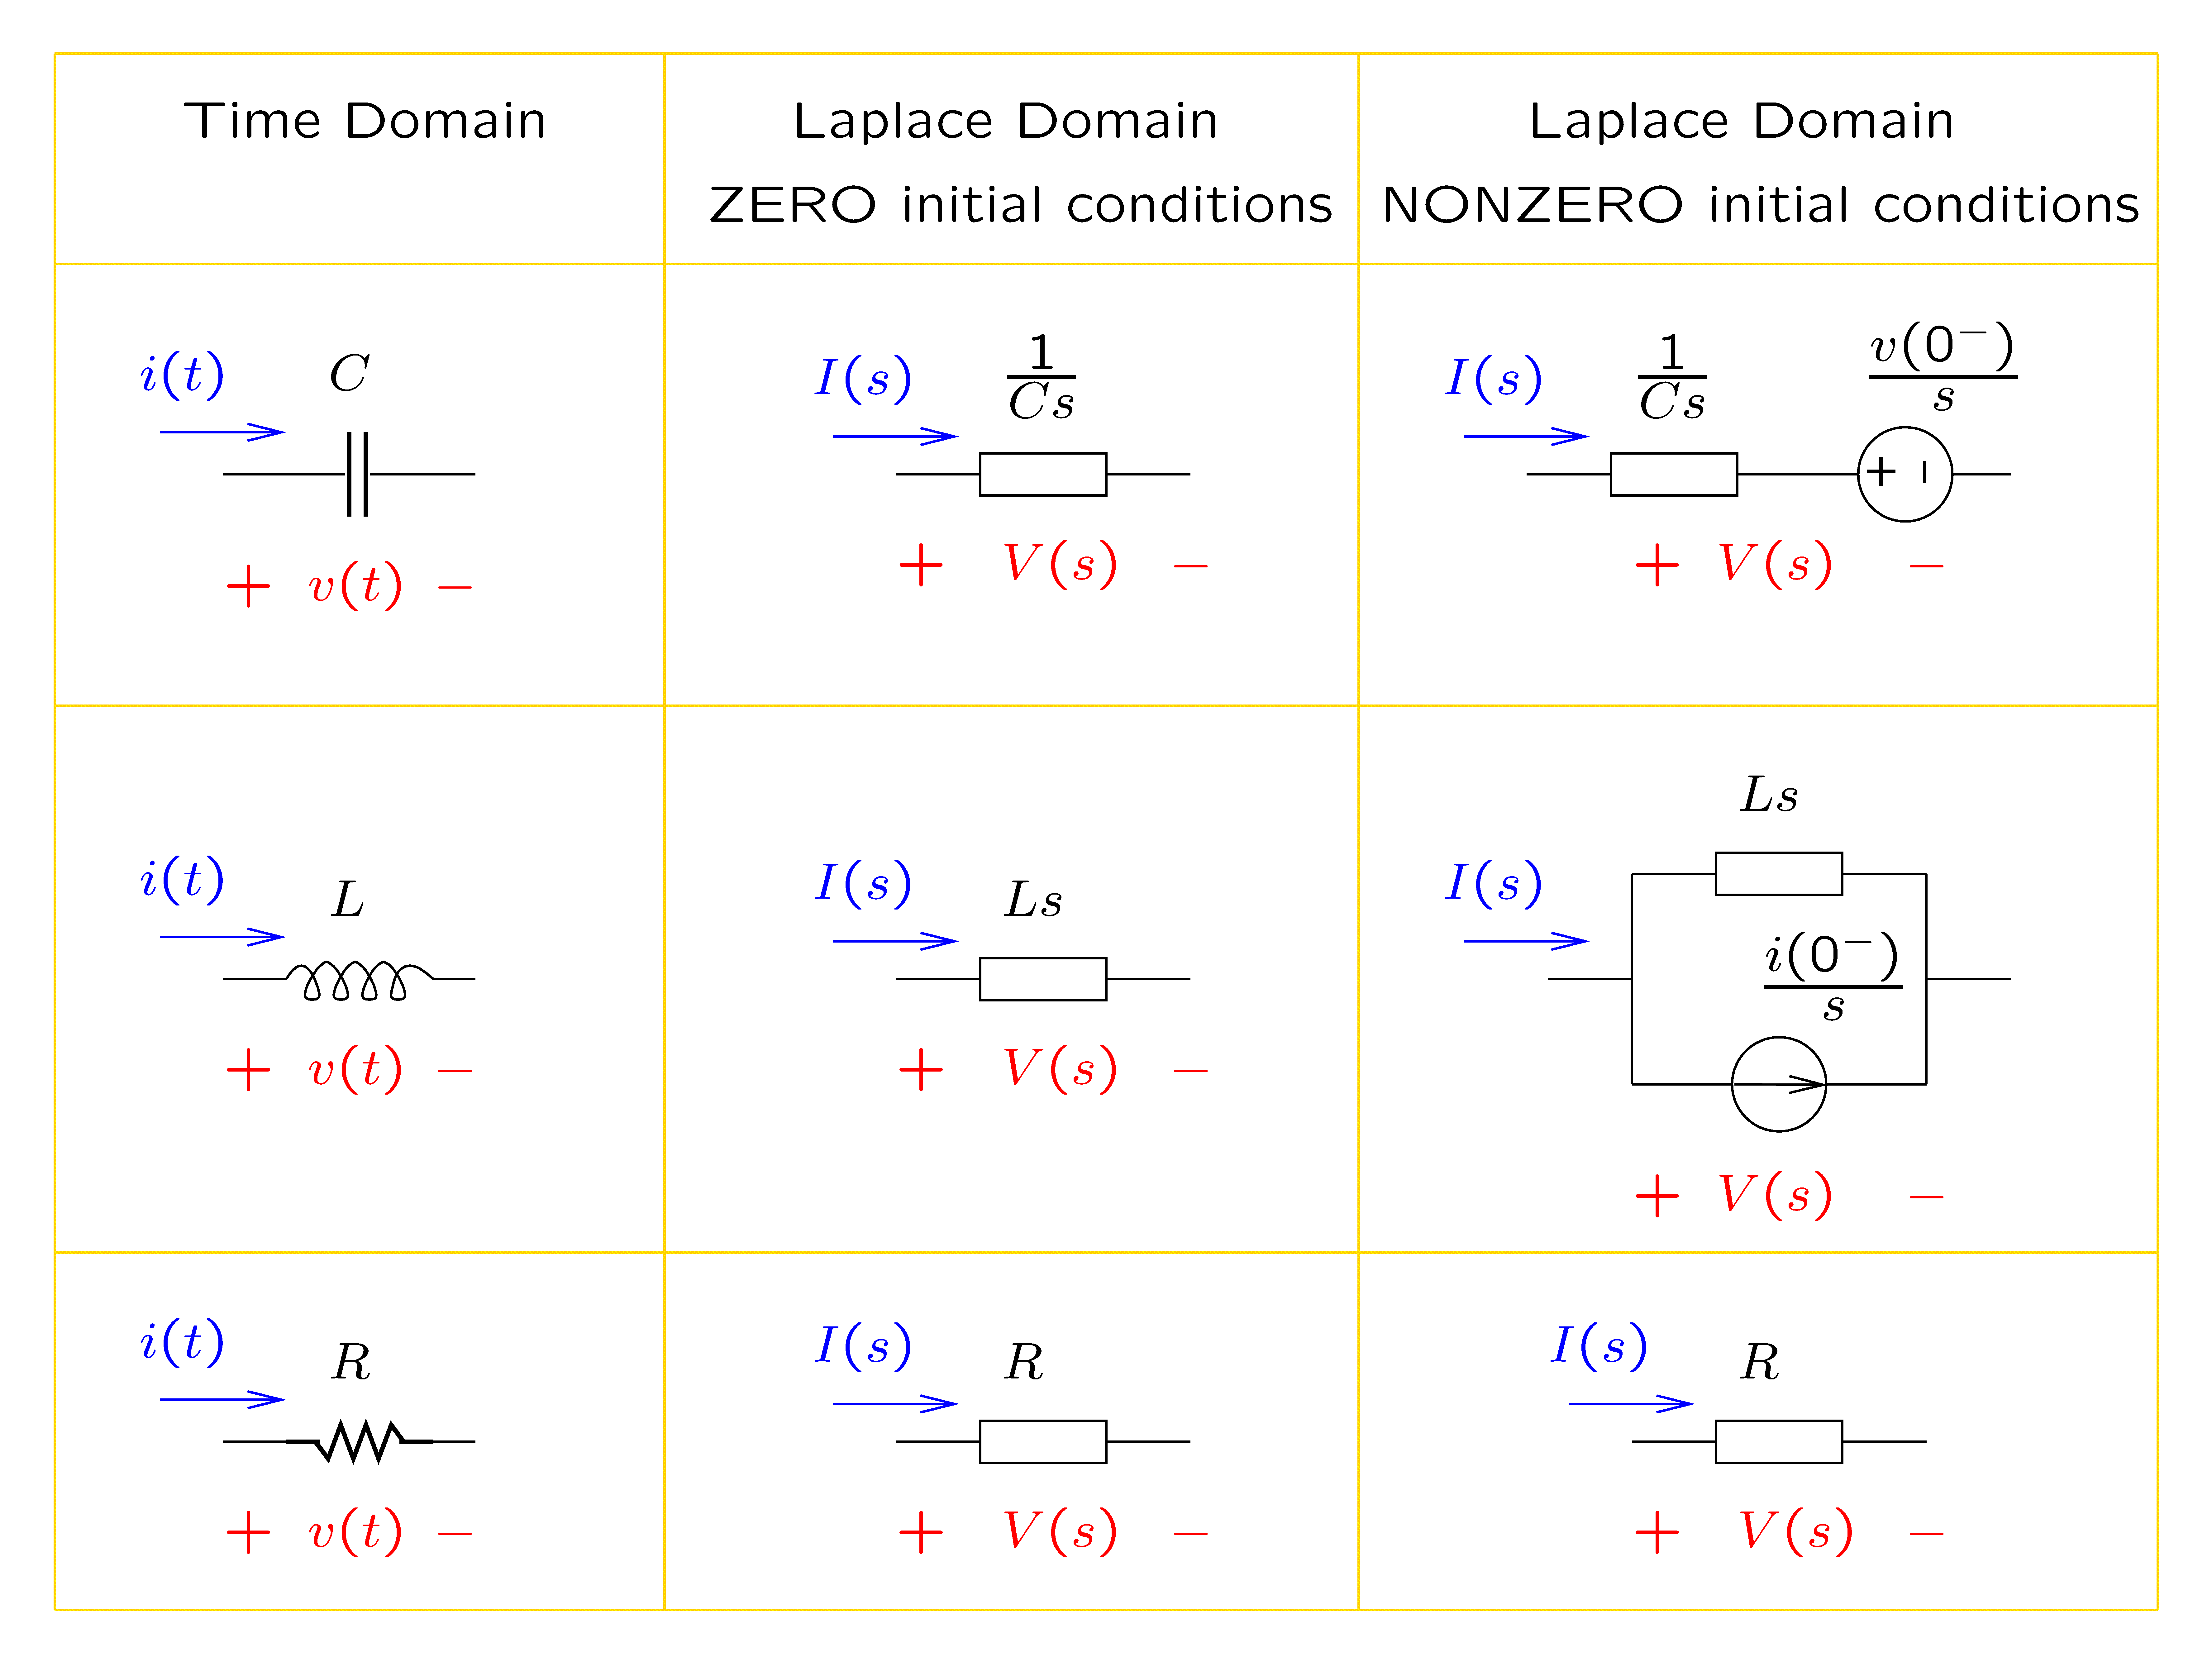 Time Domain
Laplace Domain
ZERO initial conditions
Laplace Domain
NONZERO initial conditions
i(t)
C
+ v(t) −
I(s)
1
Cs
+ V(s) −
I(s)
1
Cs
v(0⁻)
s
+ −
+ V(s) −
i(t)
L
+ v(t) −
I(s)
Ls
+ V(s) −
I(s)
Ls
i(0⁻)
s
+ V(s) −
i(t)
R
+ v(t) −
I(s)
R
+ V(s) −
I(s)
R
+ V(s) −